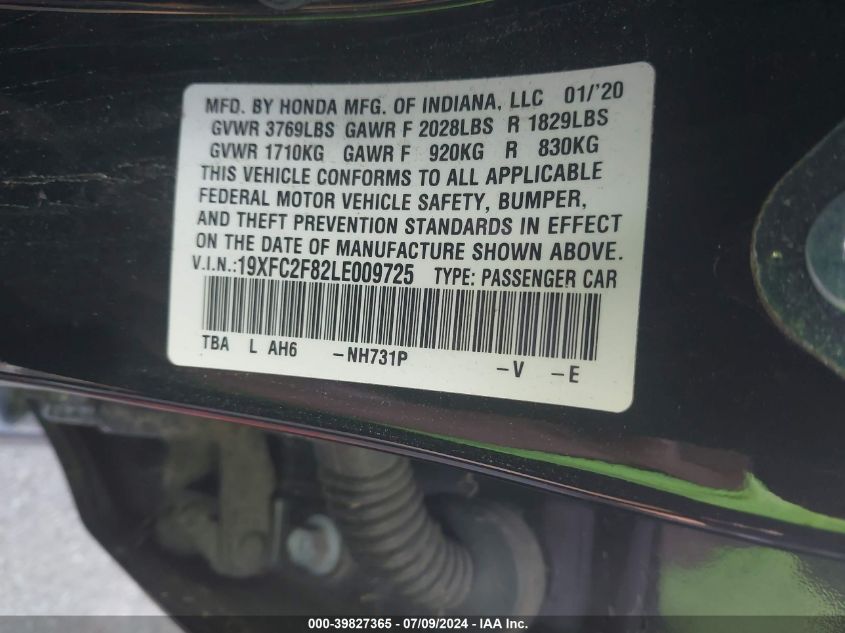 MFD. BY HONDA MFG. OF INDIANA, LLC 01/'20
GVWR 3769LBS GAWR F 2028LBS R 1829LBS
GVWR 1710KG GAWR F 920KG R 830KG
THIS VEHICLE CONFORMS TO ALL APPLICABLE
FEDERAL MOTOR VEHICLE SAFETY, BUMPER,
AND THEFT PREVENTION STANDARDS IN EFFECT
ON THE DATE OF MANUFACTURE SHOWN ABOVE.
V.I.N.:19XFC2F82LE009725 TYPE: PASSENGER CAR
TBA L AH6 –NH731P –V –E
000-39827365 / 07/09/2024 - IAA Inc.